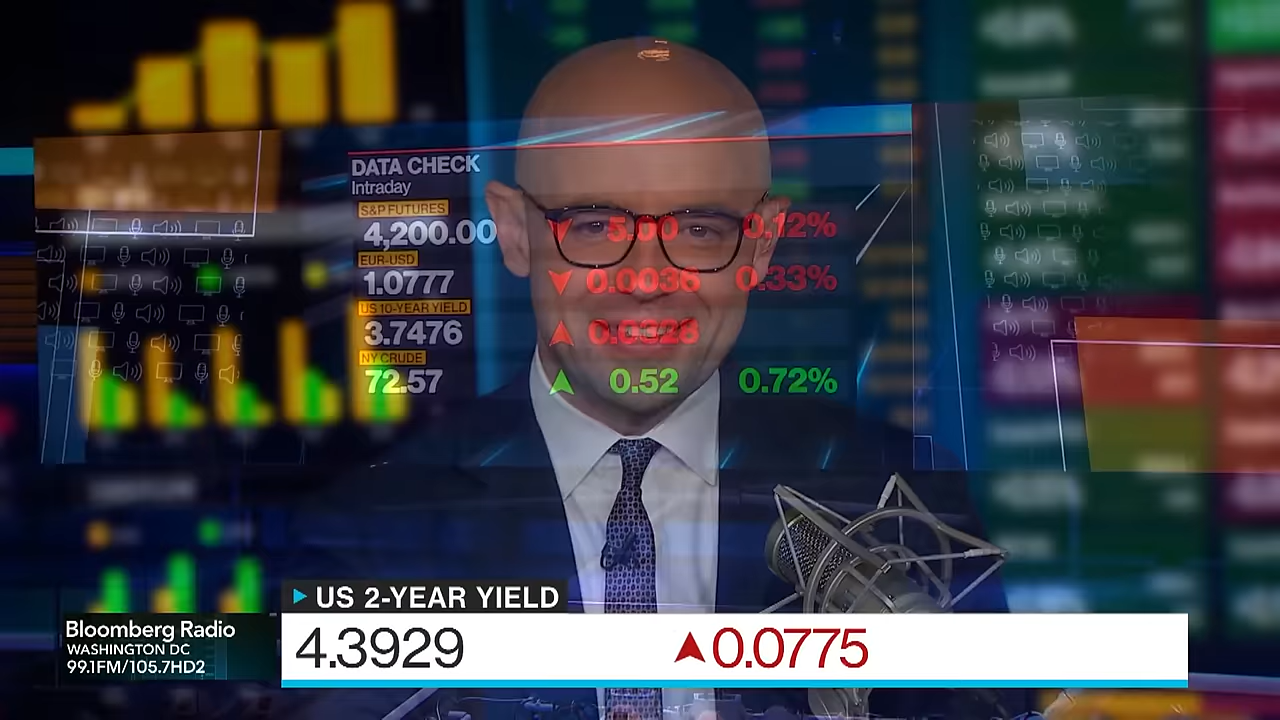 DATA CHECK
Intraday
S&P FUTURES
4,200.00 ▼ 5.00 0.12%
EUR-USD
1.0777 ▼ 0.0036 0.33%
US 10-YEAR YIELD
3.7476 ▲ 0.0328
NY CRUDE
72.57 ▲ 0.52 0.72%
US 2-YEAR YIELD
4.3929 ▲0.0775
Bloomberg Radio
WASHINGTON DC
99.1FM/105.7HD2